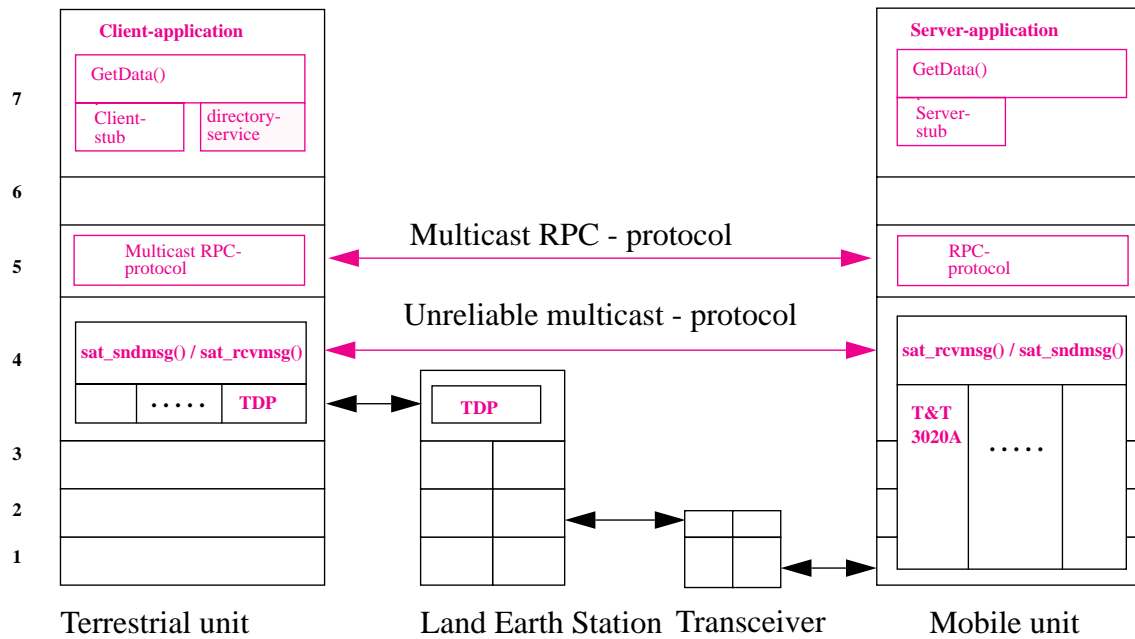 Client-application
GetData()
Client-
stub
directory-
service
Server-application
GetData()
Server-
stub
7
6
5
4
3
2
1
Multicast RPC-
protocol
Multicast RPC - protocol
RPC-
protocol
Unreliable multicast - protocol
sat_sndmsg() / sat_rcvmsg()
. . . . .
TDP
TDP
sat_rcvmsg() / sat_sndmsg()
T&T
3020A
. . . . .
Terrestrial unit
Land Earth Station
Transceiver
Mobile unit